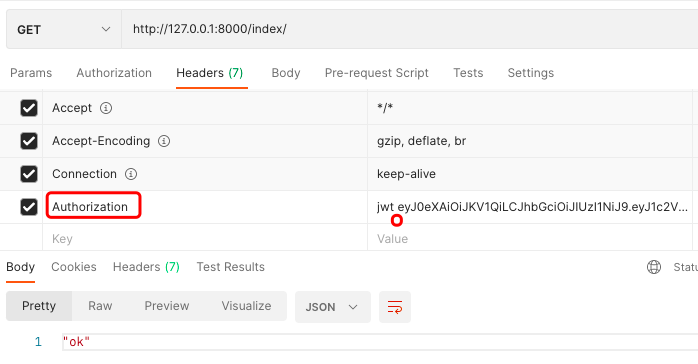 GET http://127.0.0.1:8000/index/
Params Authorization Headers (7) Body Pre-request Script Tests Settings
Accept */*
Accept-Encoding gzip, deflate, br
Connection keep-alive
Authorization jwt eyJ0eXAiOiJKV1QiLCJhbGciOiJIUzI1NiJ9.eyJ1c2V...
Key Value
Body Cookies Headers (7) Test Results Statu
Pretty Raw Preview Visualize JSON
1 "ok"